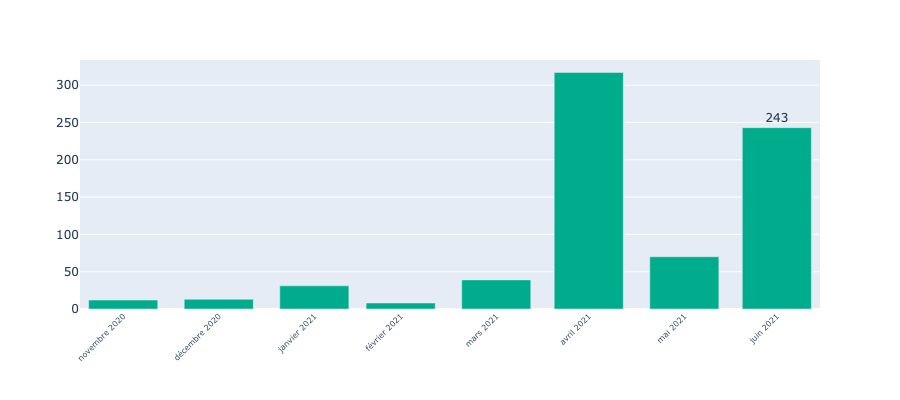 300
250
200
150
100
50
0
243
novembre 2020
décembre 2020
janvier 2021
février 2021
mars 2021
avril 2021
mai 2021
juin 2021